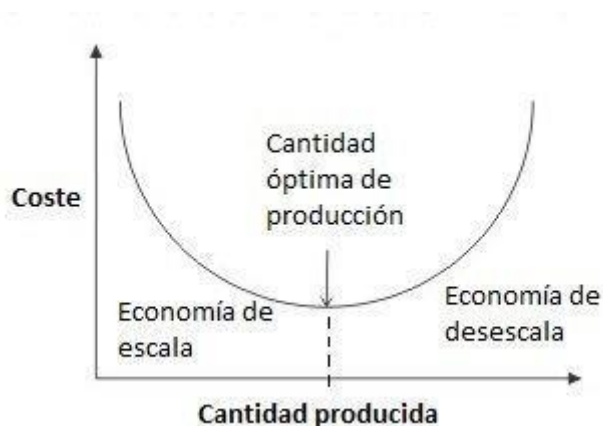 Cantidad
óptima de
producción
Coste
Economía de
escala
Economía de
desescala
Cantidad producida